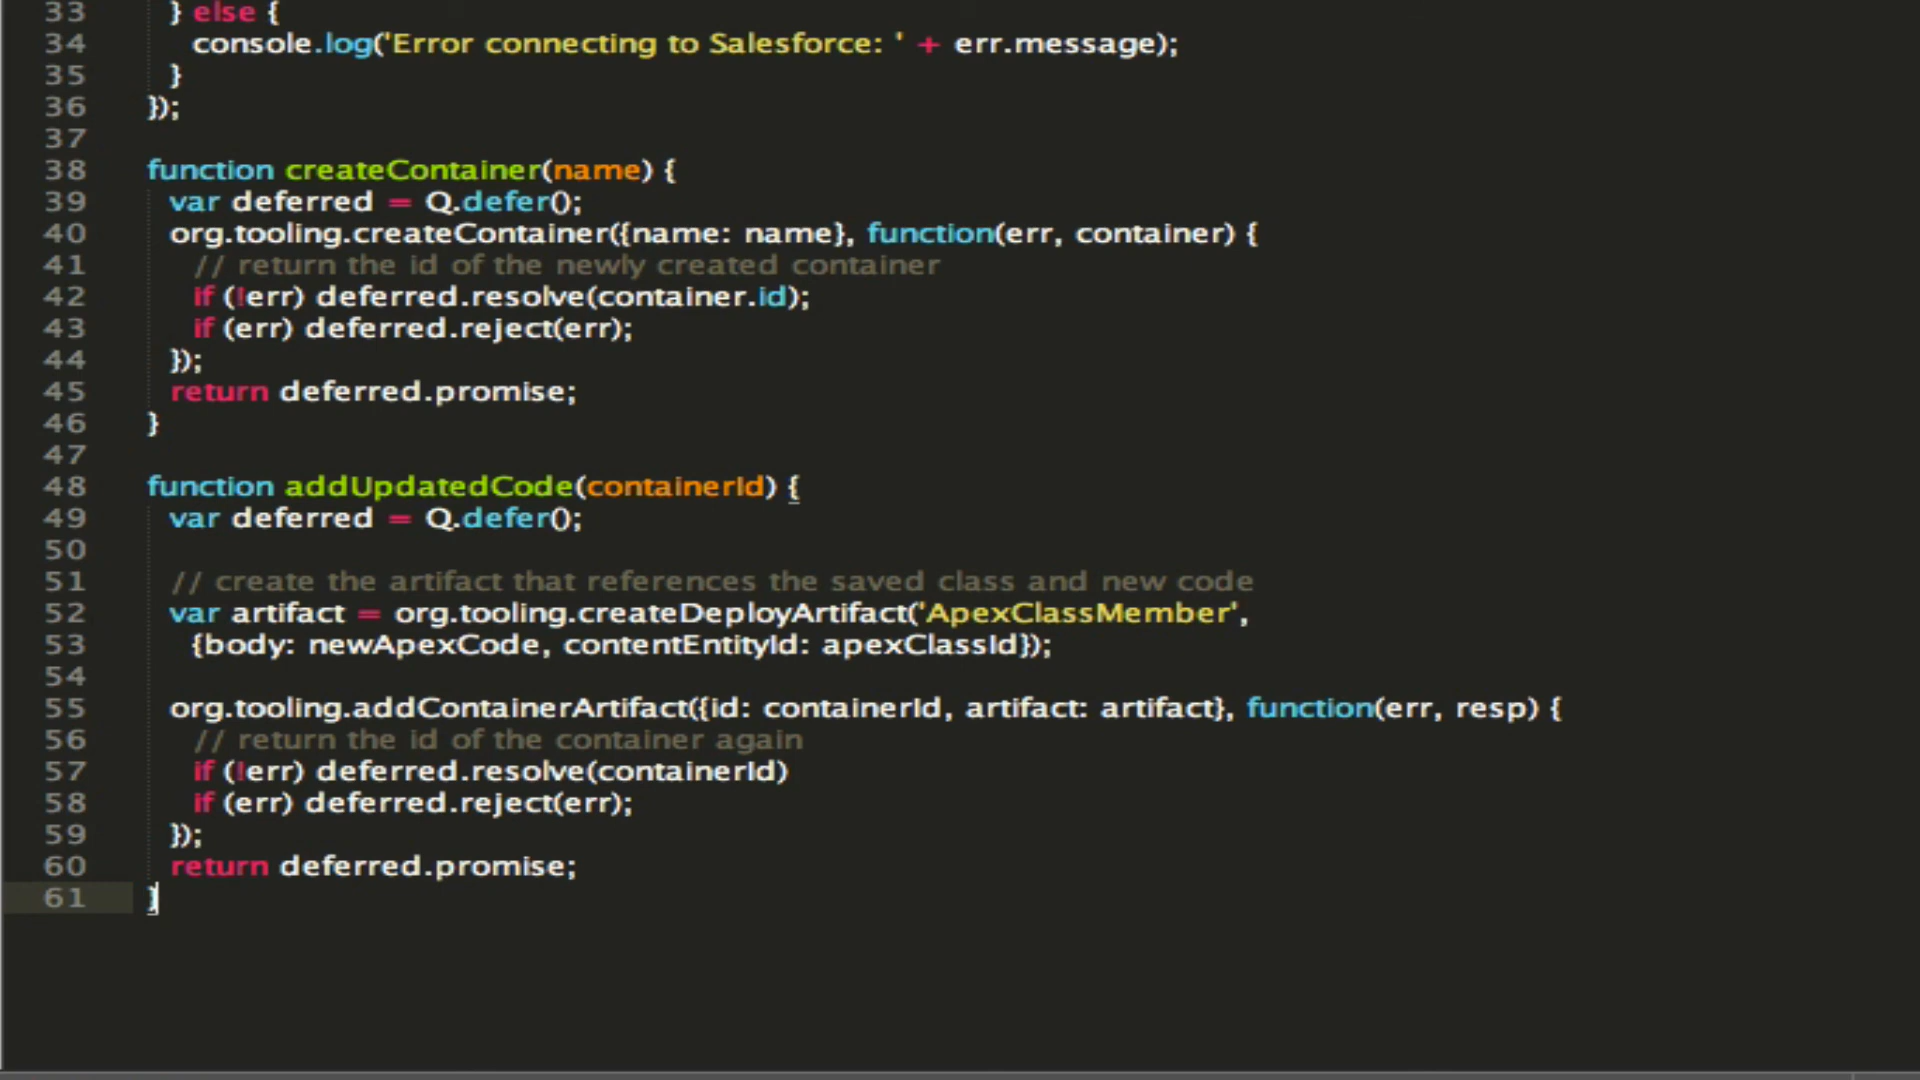 33 } else {
34 console.log('Error connecting to Salesforce: ' + err.message);
35 }
36 });
37
38 function createContainer(name) {
39 var deferred = Q.defer();
40 org.tooling.createContainer({name: name}, function(err, container) {
41 // return the id of the newly created container
42 if (!err) deferred.resolve(container.id);
43 if (err) deferred.reject(err);
44 });
45 return deferred.promise;
46 }
47
48 function addUpdatedCode(containerId) {
49 var deferred = Q.defer();
50
51 // create the artifact that references the saved class and new code
52 var artifact = org.tooling.createDeployArtifact('ApexClassMember',
53 {body: newApexCode, contentEntityId: apexClassId});
54
55 org.tooling.addContainerArtifact({id: containerId, artifact: artifact}, function(err, resp) {
56 // return the id of the container again
57 if (!err) deferred.resolve(containerId)
58 if (err) deferred.reject(err);
59 });
60 return deferred.promise;
61 }